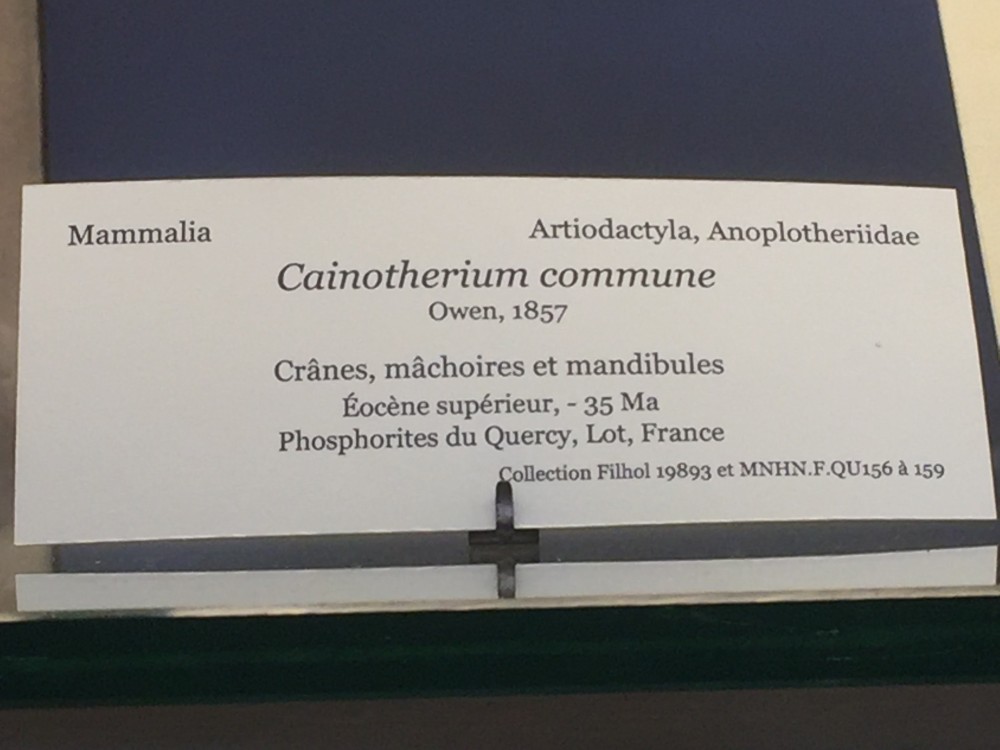 Mammalia
Artiodactyla, Anoplotheriidae
Cainotherium commune
Owen, 1857
Crânes, mâchoires et mandibules
Éocène supérieur, - 35 Ma
Phosphorites du Quercy, Lot, France
Collection Filhol 19893 et MNHN.F.QU156 à 159